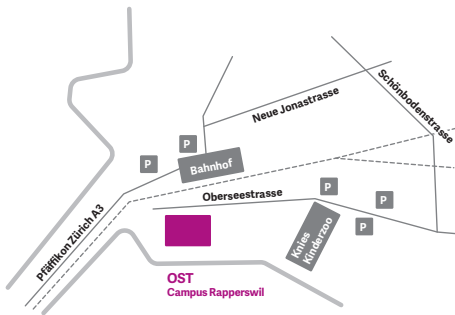 Neue Jonastrasse
Schönbodenstrasse
P
P
Bahnhof
Oberseestrasse
P
P
P
Knies
Kinderzoo
Pfäffikon Zürich A3
OST
Campus Rapperswil